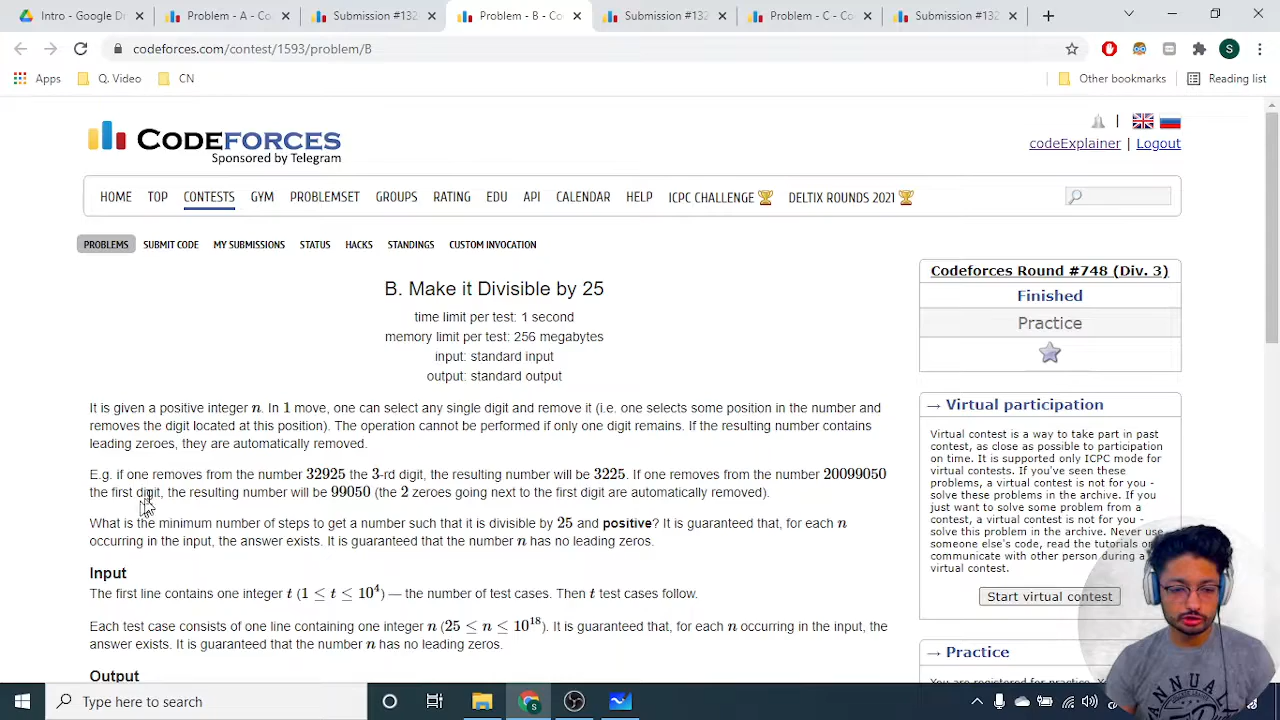 Intro - Google D
Problem - A - Co
Submission #132
Problem - B - Co
Submission #132
Problem - C - Co
Submission #132
codeforces.com/contest/1593/problem/B
S
Apps
Q. Video
CN
Other bookmarks
Reading list
CODEFORCES
Sponsored by Telegram
codeExplainer | Logout
HOME TOP CONTESTS GYM PROBLEMSET GROUPS RATING EDU API CALENDAR HELP ICPC CHALLENGE DELTIX ROUNDS 2021
PROBLEMS SUBMIT CODE MY SUBMISSIONS STATUS HACKS STANDINGS CUSTOM INVOCATION
B. Make it Divisible by 25
time limit per test: 1 second
memory limit per test: 256 megabytes
input: standard input
output: standard output
It is given a positive integer n. In 1 move, one can select any single digit and remove it (i.e. one selects some position in the number and
removes the digit located at this position). The operation cannot be performed if only one digit remains. If the resulting number contains
leading zeroes, they are automatically removed.
E.g. if one removes from the number 32925 the 3-rd digit, the resulting number will be 3225. If one removes from the number 20099050
the first digit, the resulting number will be 99050 (the 2 zeroes going next to the first digit are automatically removed).
What is the minimum number of steps to get a number such that it is divisible by 25 and positive? It is guaranteed that, for each n
occurring in the input, the answer exists. It is guaranteed that the number n has no leading zeros.
Input
The first line contains one integer t (1 ≤ t ≤ 10⁴) — the number of test cases. Then t test cases follow.
Each test case consists of one line containing one integer n (25 ≤ n ≤ 10¹⁸). It is guaranteed that, for each n occurring in the input, the
answer exists. It is guaranteed that the number n has no leading zeros.
Output
Codeforces Round #748 (Div. 3)
Finished
Practice
→ Virtual participation
Virtual contest is a way to take part in past
contest, as close as possible to participation
on time. It is supported only ICPC mode for
virtual contests. If you've seen these
problems, a virtual contest is not for you -
solve these problems in the archive. If you
just want to solve some problem from a
contest, a virtual contest is not for you -
solve this problem in the archive. Never use
someone else's code, read the tutorials or
communicate with other person during a
virtual contest.
Start virtual contest
→ Practice
Type here to search